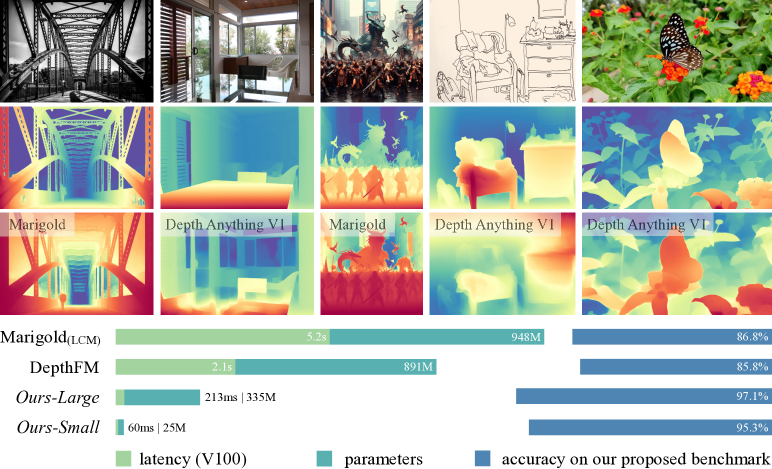 Marigold
Depth Anything V1
Marigold
Depth Anything V1
Depth Anything V1
Marigold(LCM)
5.2s
948M
86.8%
DepthFM
2.1s
891M
85.8%
Ours-Large
213ms | 335M
97.1%
Ours-Small
60ms | 25M
95.3%
latency (V100)
parameters
accuracy on our proposed benchmark